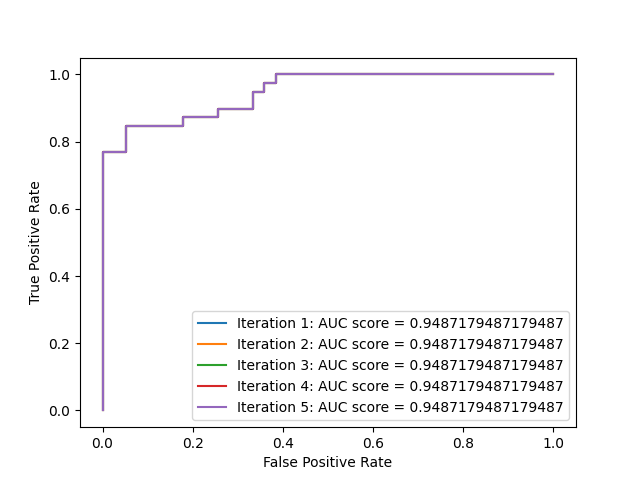 1.0
0.8
0.6
0.4
0.2
0.0
True Positive Rate
Iteration 1: AUC score = 0.9487179487179487
Iteration 2: AUC score = 0.9487179487179487
Iteration 3: AUC score = 0.9487179487179487
Iteration 4: AUC score = 0.9487179487179487
Iteration 5: AUC score = 0.9487179487179487
0.0 0.2 0.4 0.6 0.8 1.0
False Positive Rate